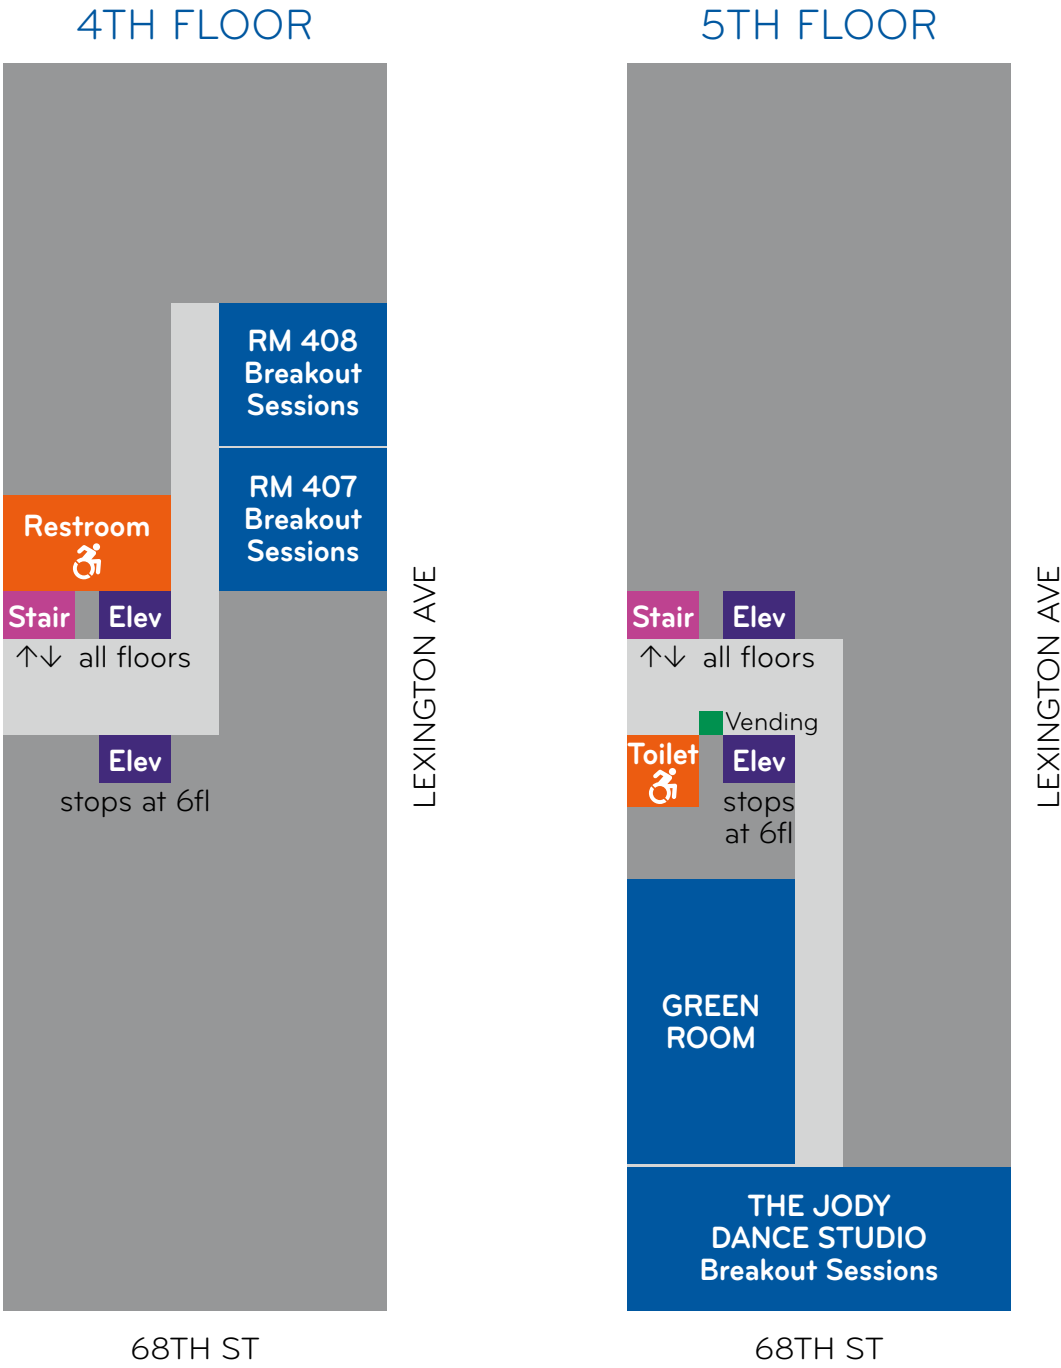 4TH FLOOR
RM 408
Breakout
Sessions
RM 407
Breakout
Sessions
Restroom
Stair
Elev
↑↓ all floors
Elev
stops at 6fl
LEXINGTON AVE
68TH ST
5TH FLOOR
Stair
Elev
↑↓ all floors
Vending
Toilet
Elev
stops
at 6fl
GREEN
ROOM
THE JODY
DANCE STUDIO
Breakout Sessions
LEXINGTON AVE
68TH ST